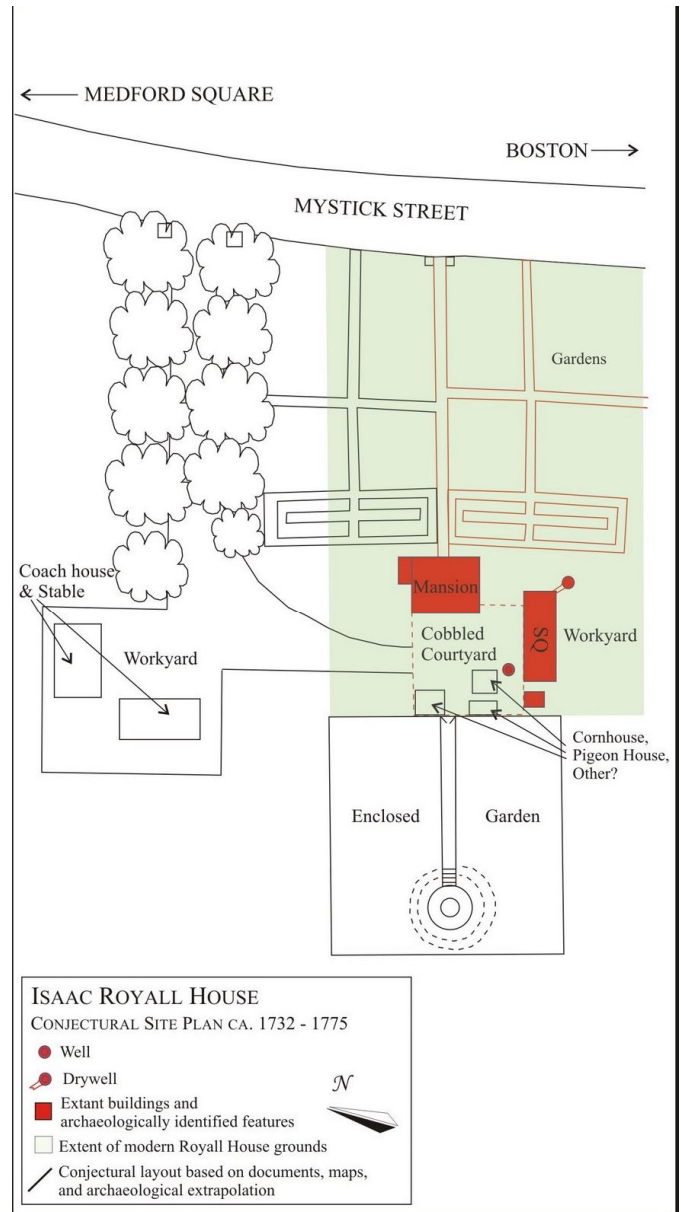 MEDFORD SQUARE
BOSTON
MYSTICK STREET
Gardens
Coach house
& Stable
Mansion
Workyard
Cobbled
Courtyard
SQ
Workyard
Cornhouse,
Pigeon House,
Other?
Enclosed
Garden
ISAAC ROYALL HOUSE
CONJECTURAL SITE PLAN CA. 1732 - 1775
Well
Drywell
N
Extant buildings and
archaeologically identified features
Extent of modern Royall House grounds
Conjectural layout based on documents, maps,
and archaeological extrapolation